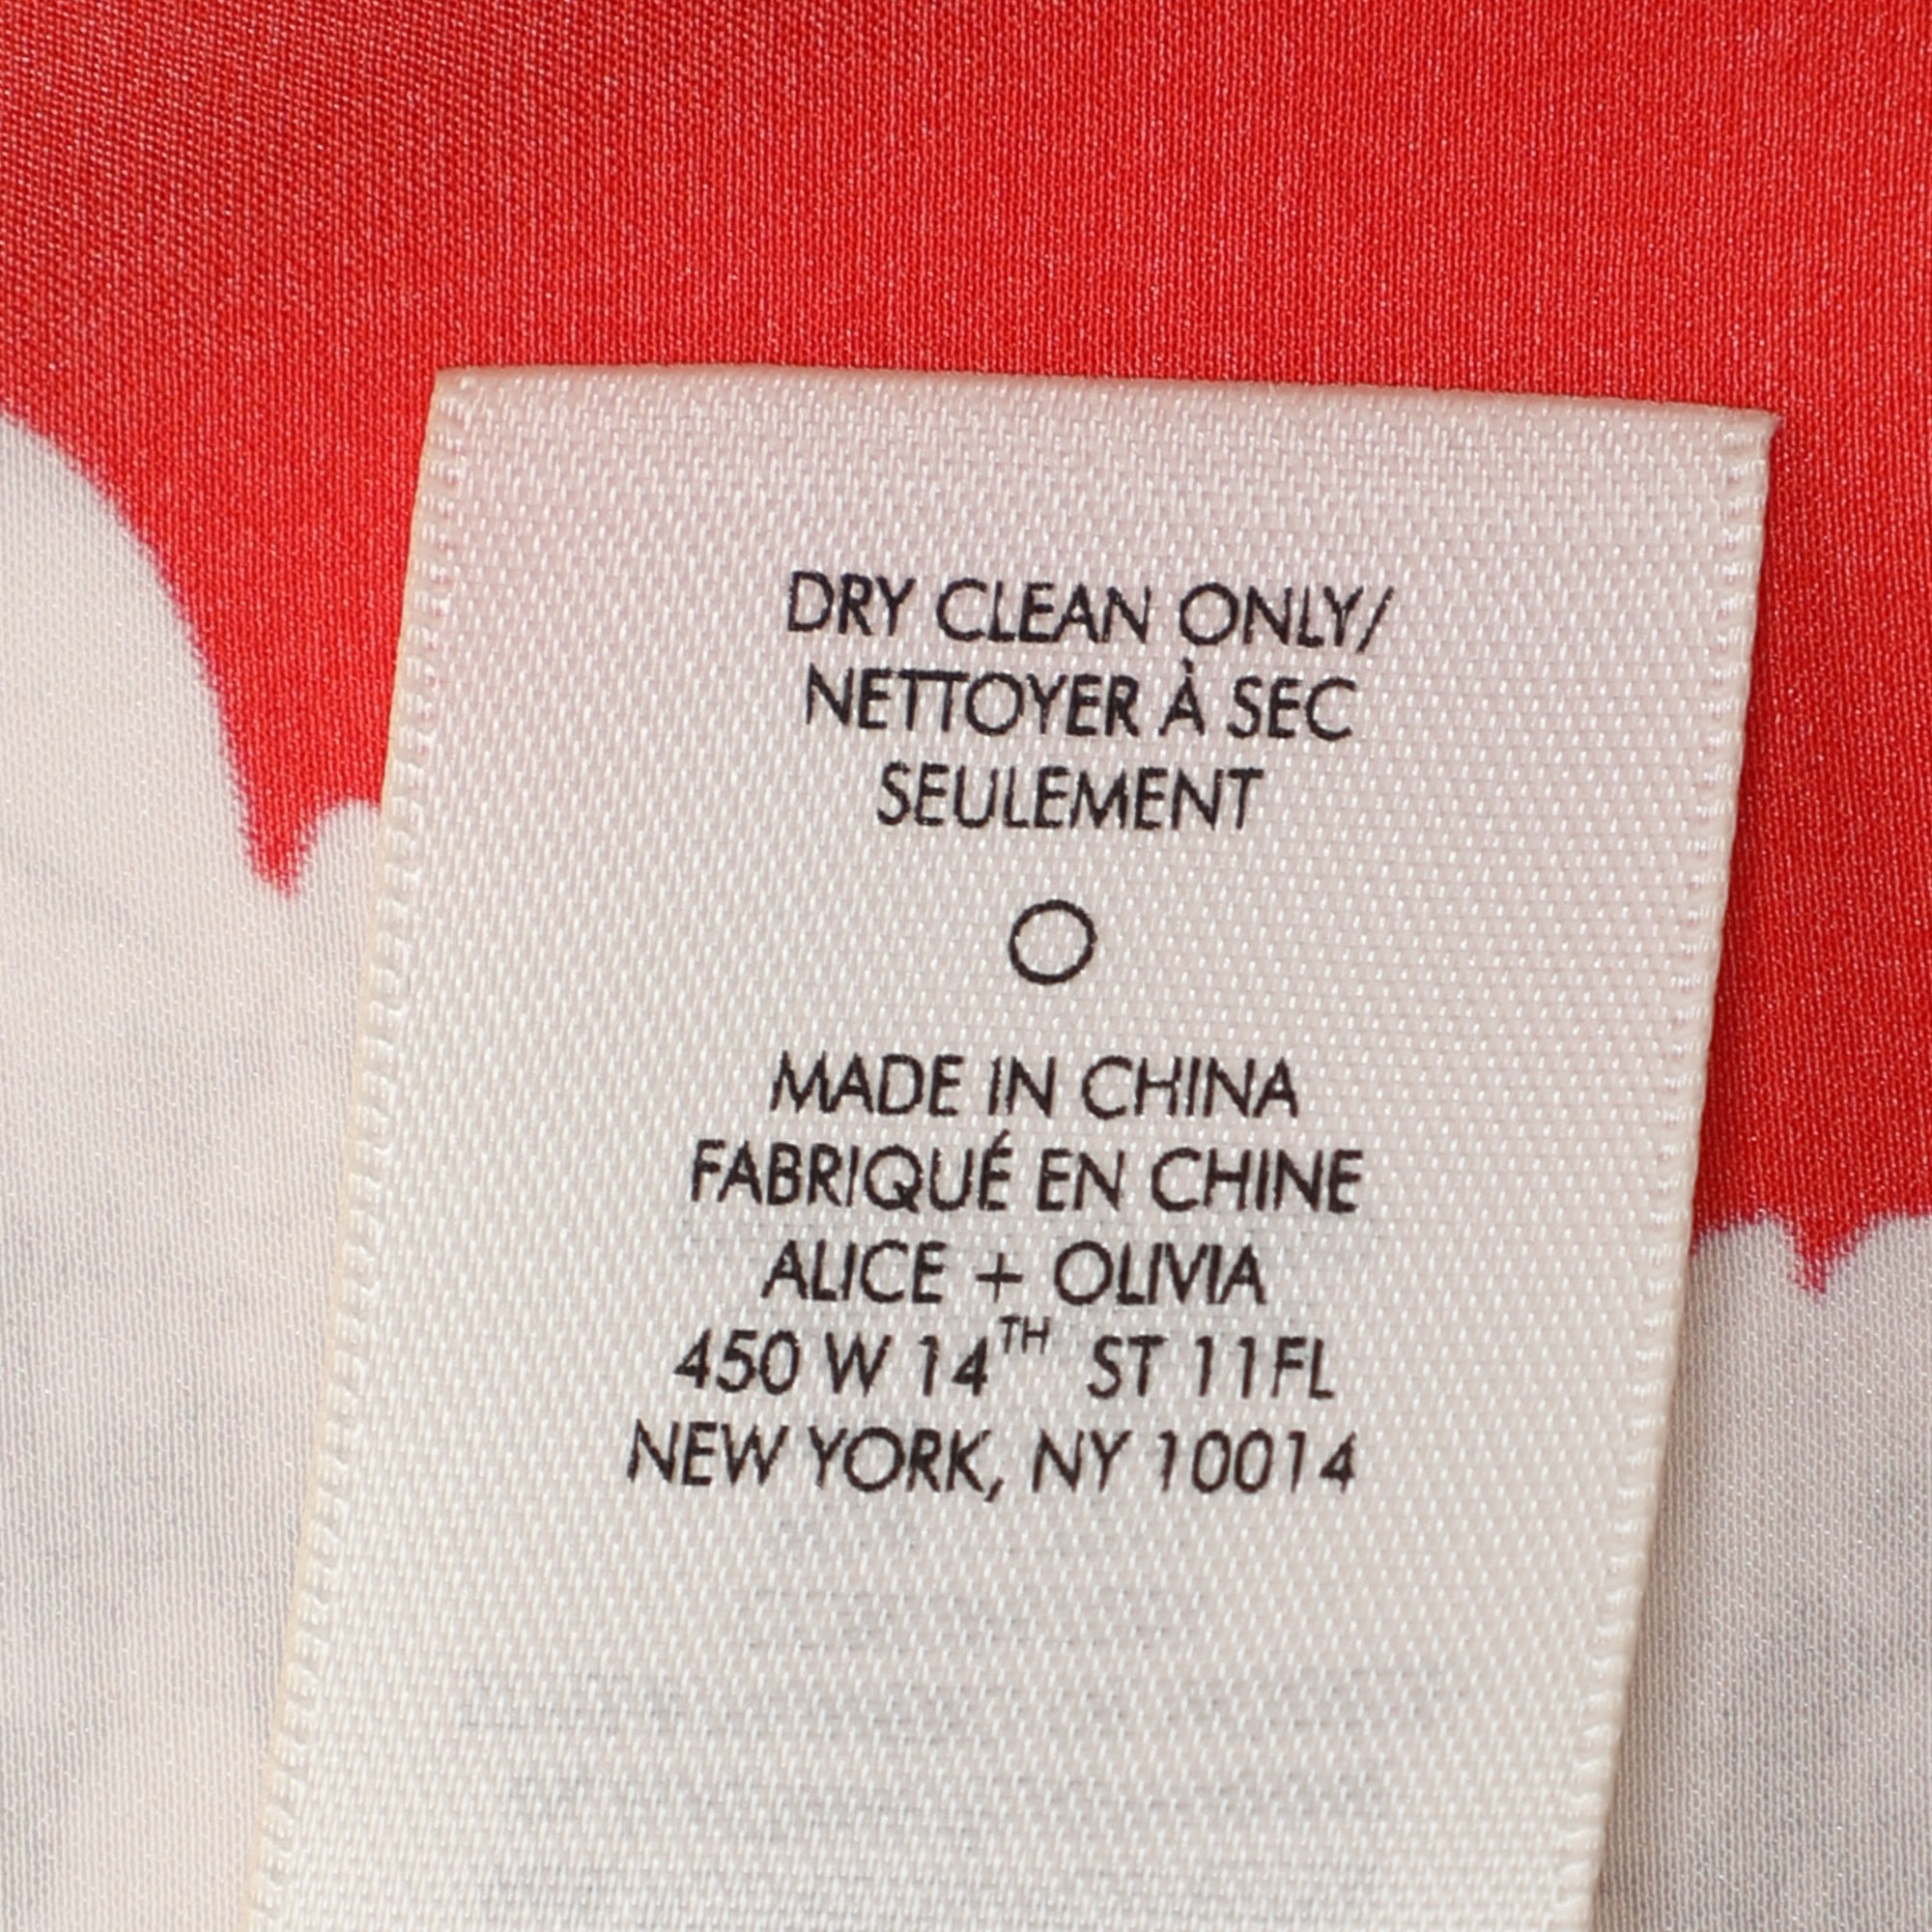 DRY CLEAN ONLY/
NETTOYER À SEC
SEULEMENT
MADE IN CHINA
FABRIQUÉ EN CHINE
ALICE + OLIVIA
450 W 14TH ST 11FL
NEW YORK, NY 10014